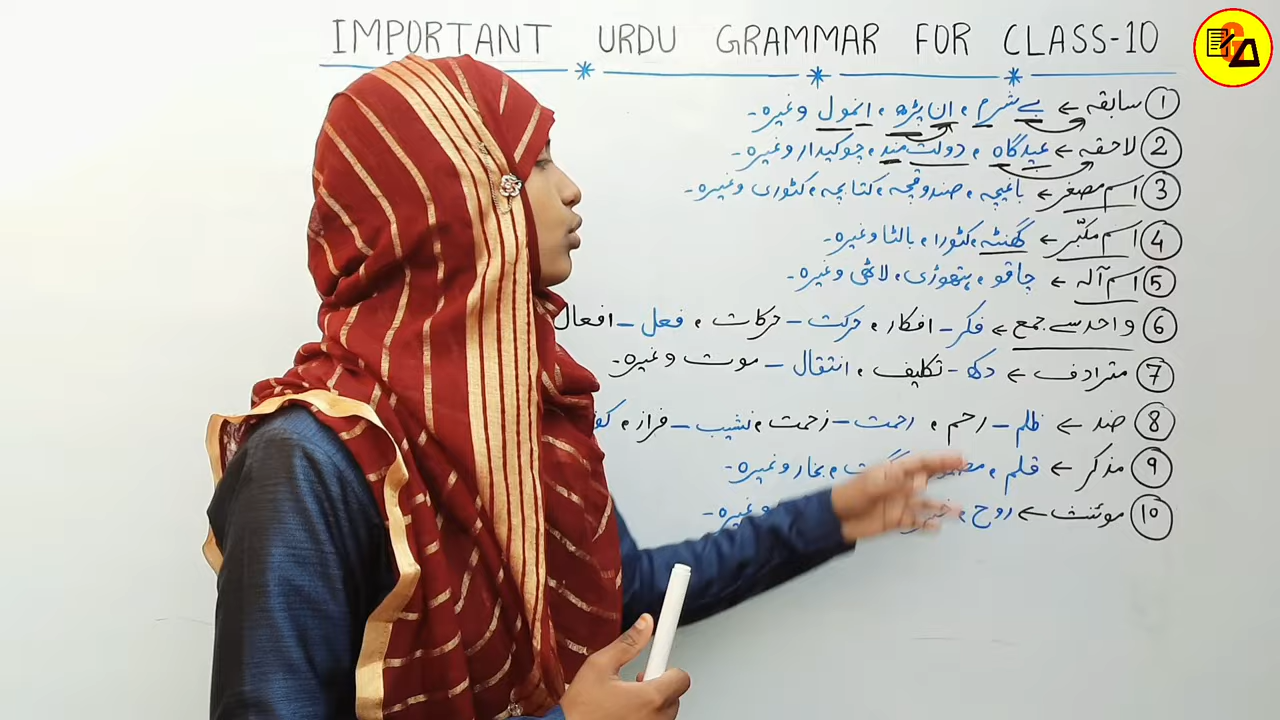 IMPORTANT URDU GRAMMAR FOR CLASS-10
① سابقہ ← بے شرم ، ان پڑھ ، انمول وغیرہ۔
② لاحقہ ← عیدگاہ ، دولت مند ، چوکیدار وغیرہ۔
③ اسم مصغر ← باغیچہ ، صندوقچہ ، کتابچہ ، کٹوری وغیرہ۔
④ اسم مکبّر ← گھنٹہ ، کٹورا ، بالٹا وغیرہ۔
⑤ اسم آلہ ← چاقو ، ہتھوڑی ، لاٹھی وغیرہ۔
⑥ واحد سے جمع ← فکر – افکار ، حرکت – حرکات ، فعل – افعال
⑦ مترادف ← دکھ – تکلیف ، انتقال – موت وغیرہ۔
⑧ ضد ← ظلم – رحم ، رحمت – زحمت ، نشیب – فراز ،
⑨ مذکر ← قلم ، بخار وغیرہ۔
⑩ موئنث ← روح ، وغیرہ۔